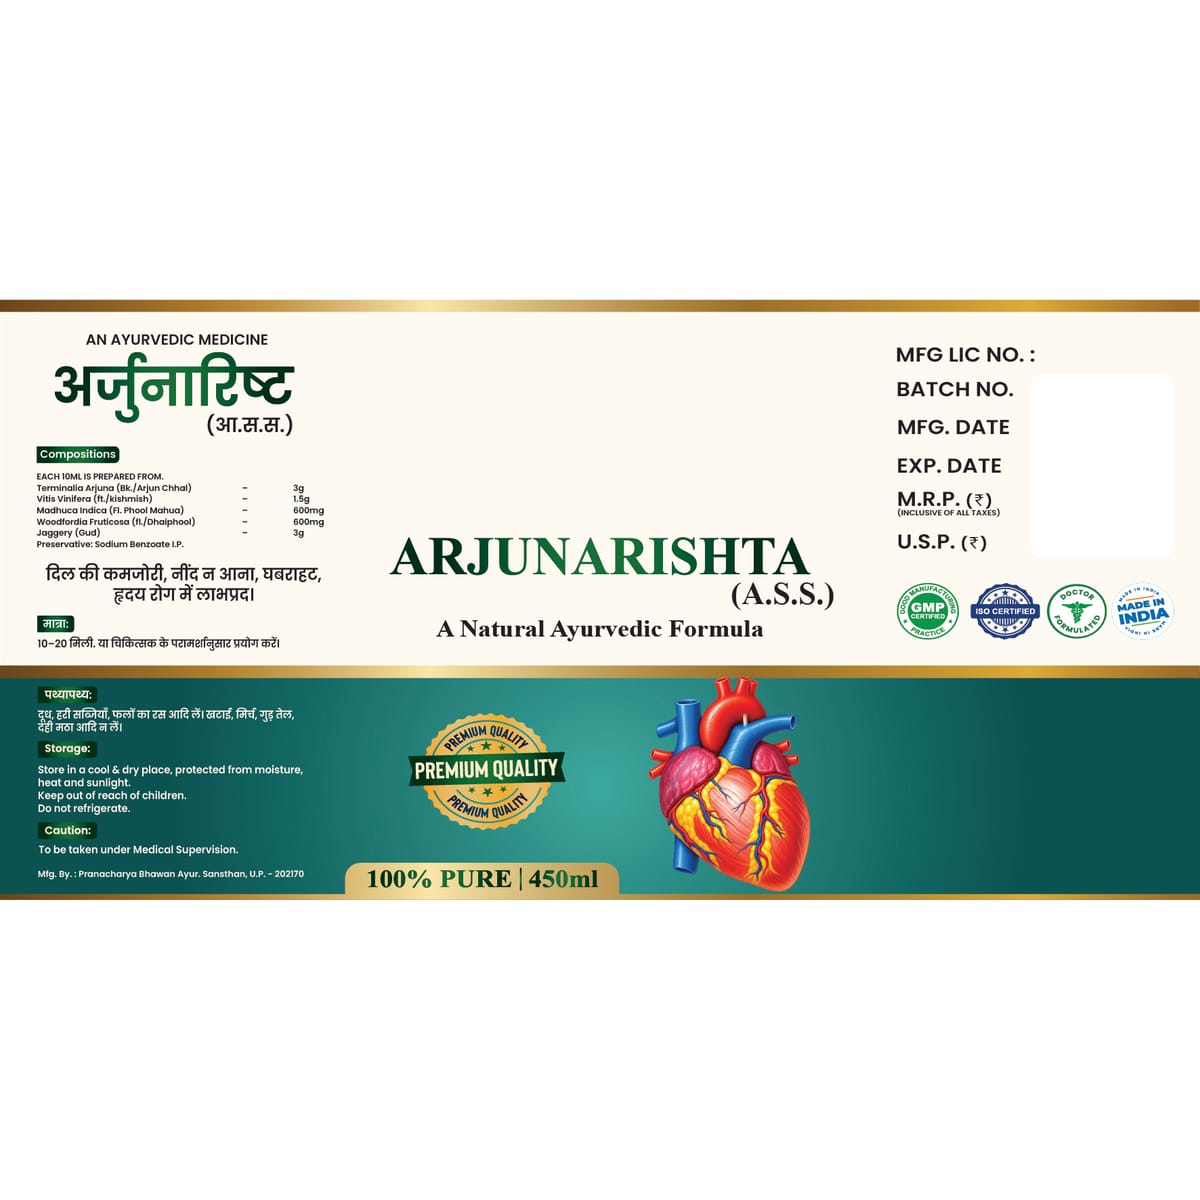 AN AYURVEDIC MEDICINE
अर्जुनारिष्ट
(आ.स.स.)
Compositions
EACH 10ML IS PREPARED FROM.
Terminalia Arjuna (Bk./Arjun Chhal) - 3g
Vitis Vinifera (ft./kishmish) - 1.5g
Madhuca Indica (Fl. Phool Mahua) - 600mg
Woodfordia Fruticosa (fl./Dhaiphool) - 600mg
Jaggery (Gud) - 3g
Preservative: Sodium Benzoate I.P.
दिल की कमजोरी, नींद न आना, घबराहट,
हृदय रोग में लाभप्रद।
मात्रा:
10-20 मिली. या चिकित्सक के परामर्शानुसार प्रयोग करें।
पथ्यापथ्य:
दूध, हरी सब्जियाँ, फलों का रस आदि लें। खटाई, मिर्च, गुड़ तेल,
दही मठा आदि न लें।
Storage:
Store in a cool & dry place, protected from moisture,
heat and sunlight.
Keep out of reach of children.
Do not refrigerate.
Caution:
To be taken under Medical Supervision.
Mfg. By. : Pranacharya Bhawan Ayur. Sansthan, U.P. - 202170
ARJUNARISHTA
(A.S.S.)
A Natural Ayurvedic Formula
PREMIUM QUALITY
PREMIUM QUALITY
PREMIUM QUALITY
100% PURE | 450ml
MFG LIC NO. :
BATCH NO.
MFG. DATE
EXP. DATE
M.R.P. (₹)
(INCLUSIVE OF ALL TAXES)
U.S.P. (₹)
GOOD MANUFACTURING
GMP
CERTIFIED
PRACTICE
ISO CERTIFIED
DOCTOR
FORMULATED
MADE IN INDIA
MADE IN
INDIA
MADE IN INDIA